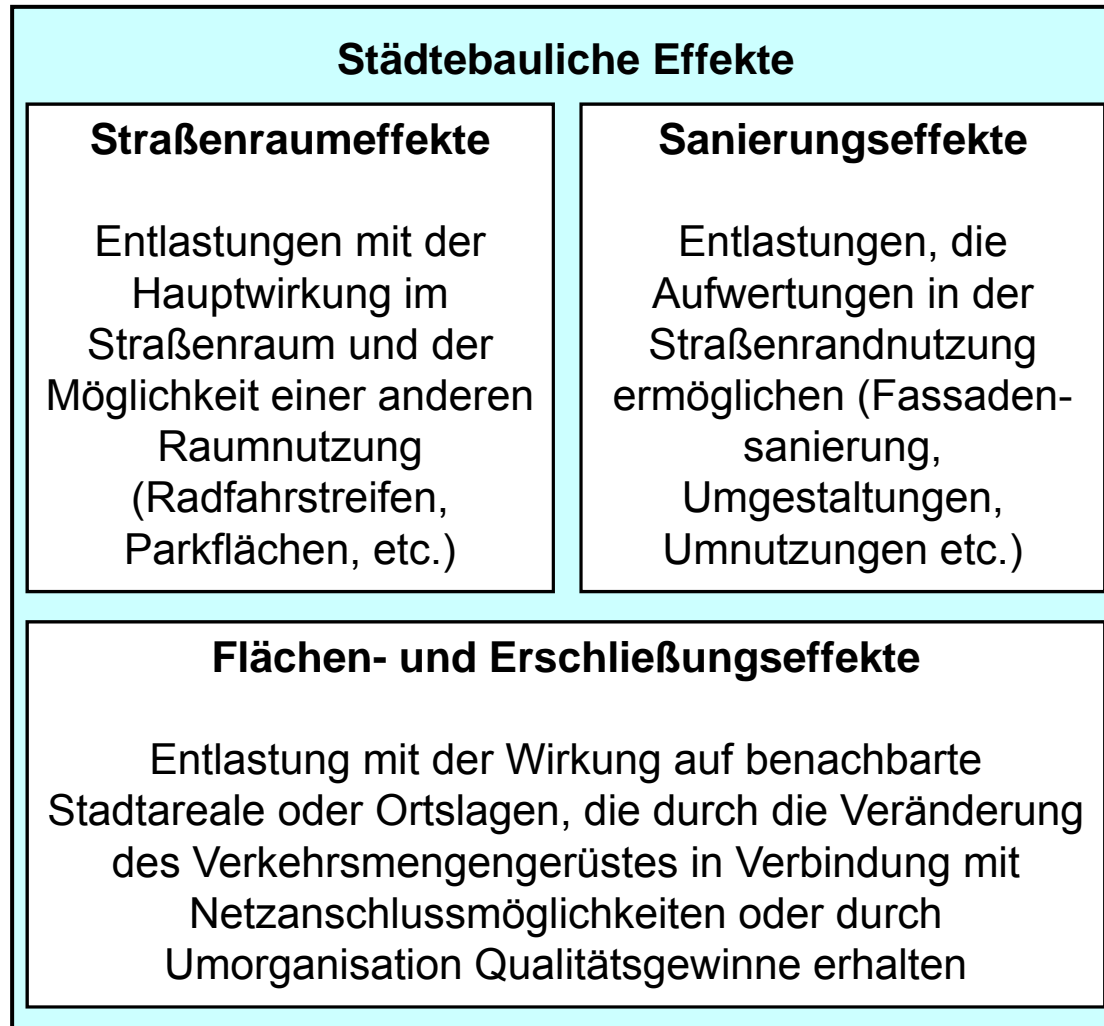 Städtebauliche Effekte
Straßenraumeffekte
Entlastungen mit der
Hauptwirkung im
Straßenraum und der
Möglichkeit einer anderen
Raumnutzung
(Radfahrstreifen,
Parkflächen, etc.)
Sanierungseffekte
Entlastungen, die
Aufwertungen in der
Straßenrandnutzung
ermöglichen (Fassaden-
sanierung,
Umgestaltungen,
Umnutzungen etc.)
Flächen- und Erschließungseffekte
Entlastung mit der Wirkung auf benachbarte
Stadtareale oder Ortslagen, die durch die Veränderung
des Verkehrsmengengerüstes in Verbindung mit
Netzanschlussmöglichkeiten oder durch
Umorganisation Qualitätsgewinne erhalten